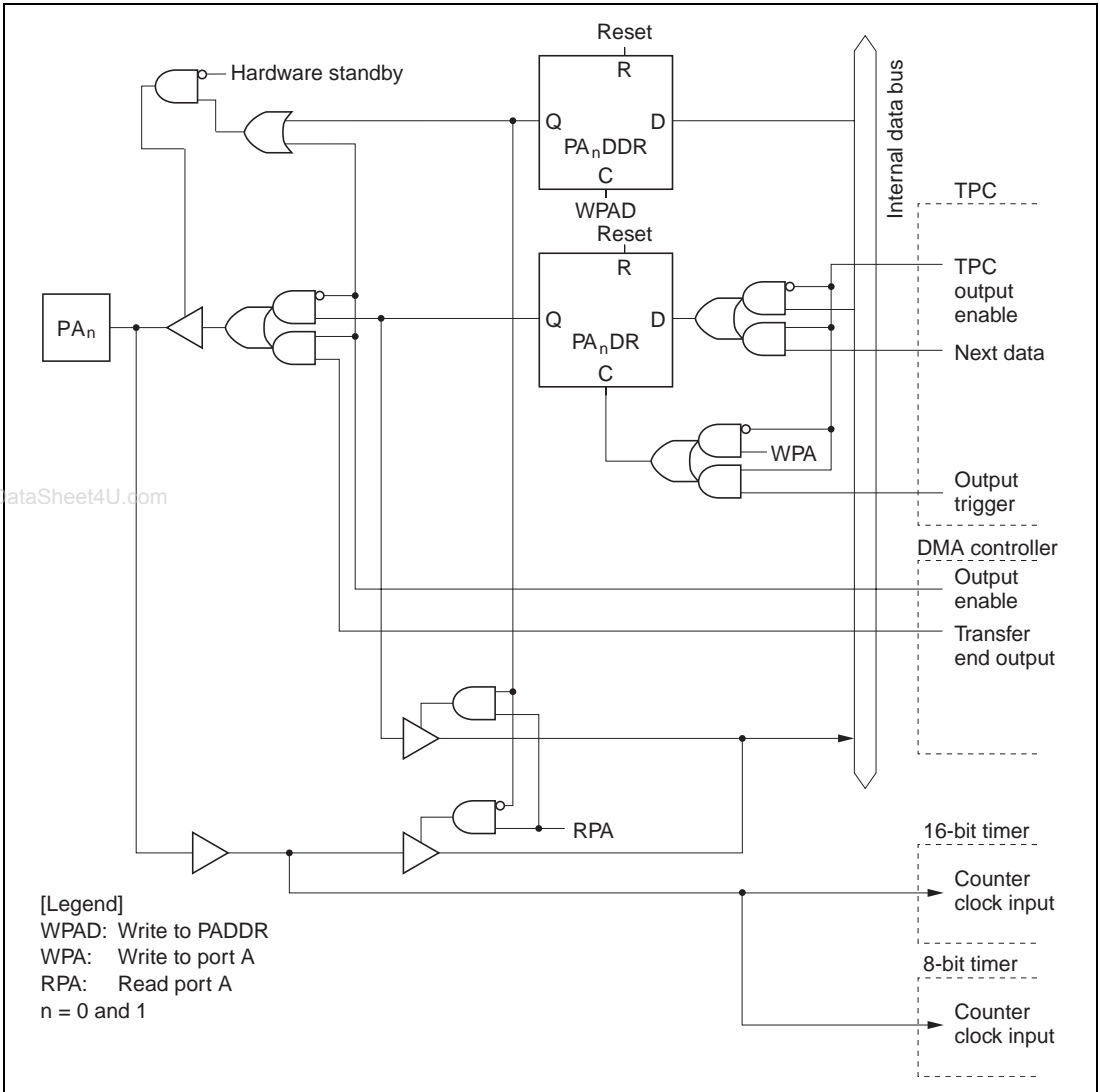 Reset
Hardware standby
R
Q
D
PAnDDR
C
WPAD
Internal data bus
TPC
Reset
R
TPC
output
enable
PAn
Q
D
PAnDR
Next data
C
WPA
ataSheet4U.com
Output
trigger
DMA controller
Output
enable
Transfer
end output
RPA
16-bit timer
Counter
clock input
[Legend]
WPAD: Write to PADDR
WPA: Write to port A
RPA: Read port A
n = 0 and 1
8-bit timer
Counter
clock input